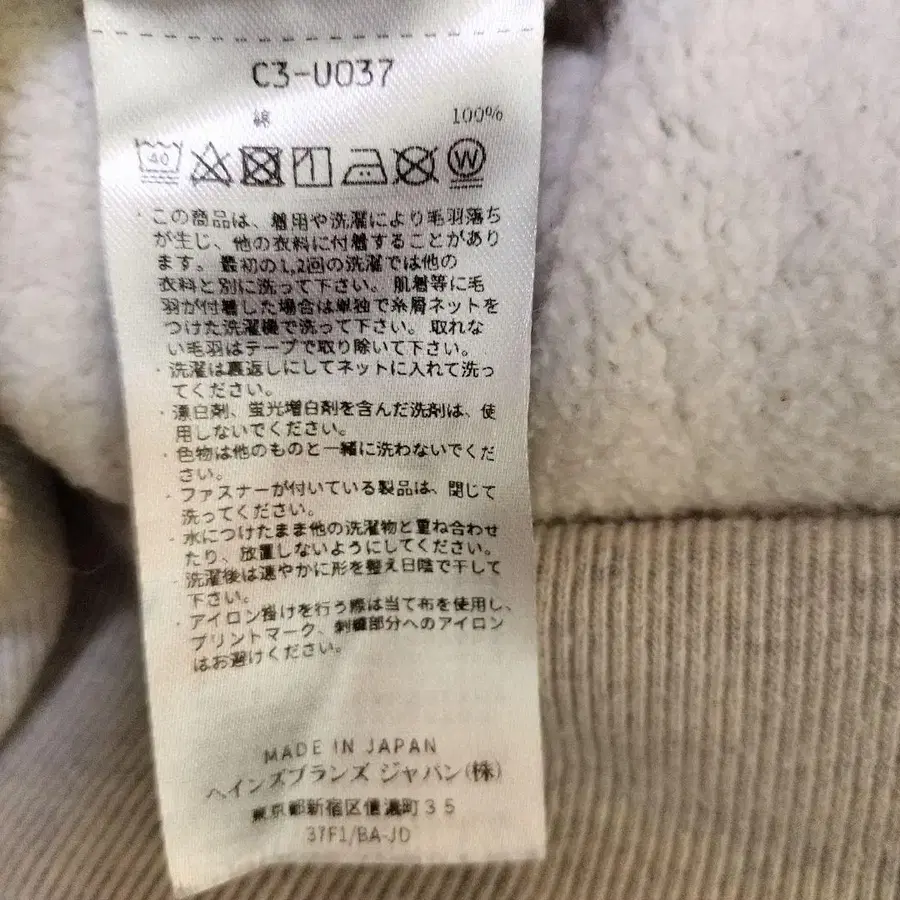 C3-U037
綿 100%
40
W
・この商品は、着用や洗濯により毛羽落ち
が生じ、他の衣料に付着することがあり
ます。最初の1,2回の洗濯では他の
衣料と別に洗って下さい。肌着等に毛
羽が付着した場合は単独で糸屑ネットを
つけた洗濯機で洗って下さい。取れな
い毛羽はテープで取り除いて下さい。
・洗濯は裏返しにしてネットに入れて洗っ
てください。
・漂白剤、蛍光増白剤を含んだ洗剤は、使
用しないでください。
・色物は他のものと一緒に洗わないでくだ
さい。
・ファスナーが付いている製品は、閉じて
洗ってください。
・水につけたまま他の洗濯物と重ね合わせ
たり、放置しないようにしてください。
・洗濯後は速やかに形を整え日陰で干して
下さい。
・アイロン掛けを行う際は当て布を使用し、
プリントマーク、刺繍部分へのアイロン
はお避けください。
MADE IN JAPAN
ヘインズブランズ ジャパン(株)
東京都新宿区信濃町35
37F1/BA-JD